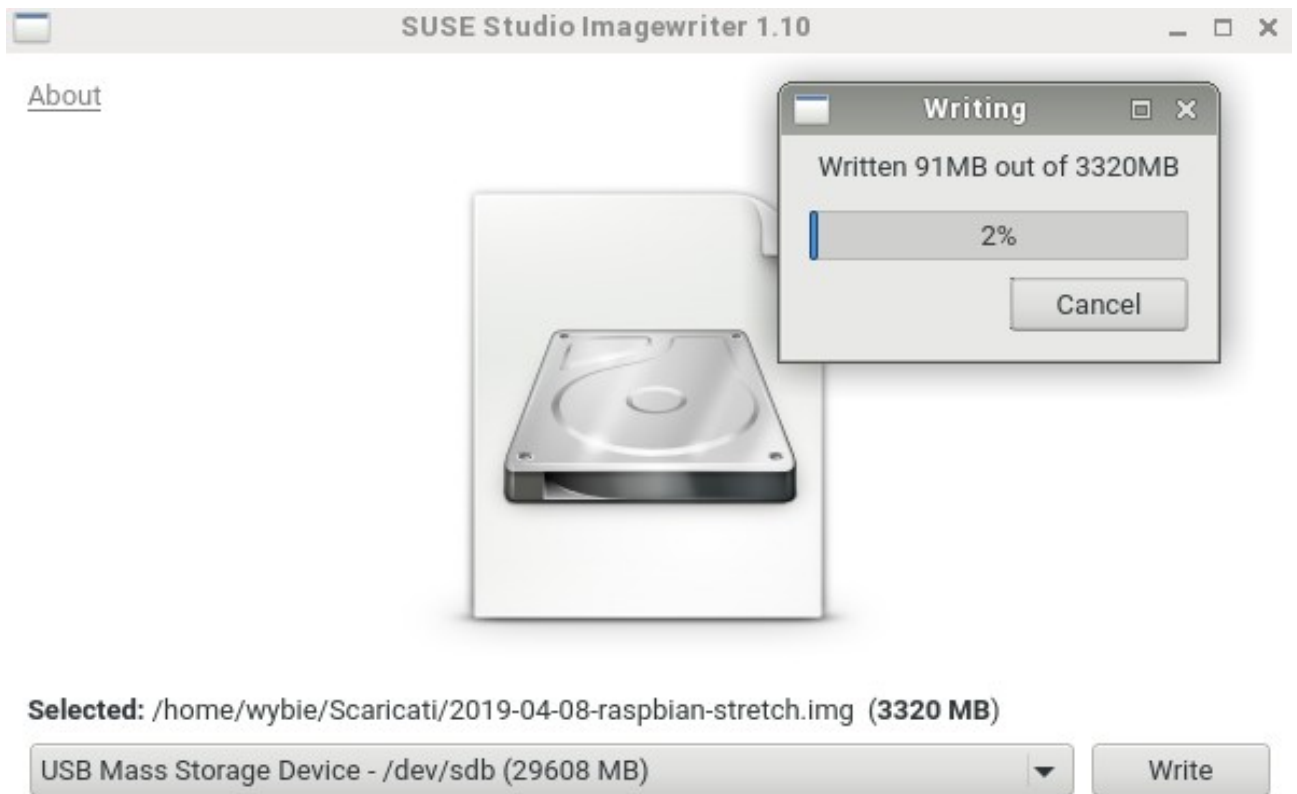 SUSE Studio Imagewriter 1.10
About
Writing
Written 91MB out of 3320MB
2%
Cancel
Selected: /home/wybie/Scaricati/2019-04-08-raspbian-stretch.img (3320 MB)
USB Mass Storage Device - /dev/sdb (29608 MB)
Write